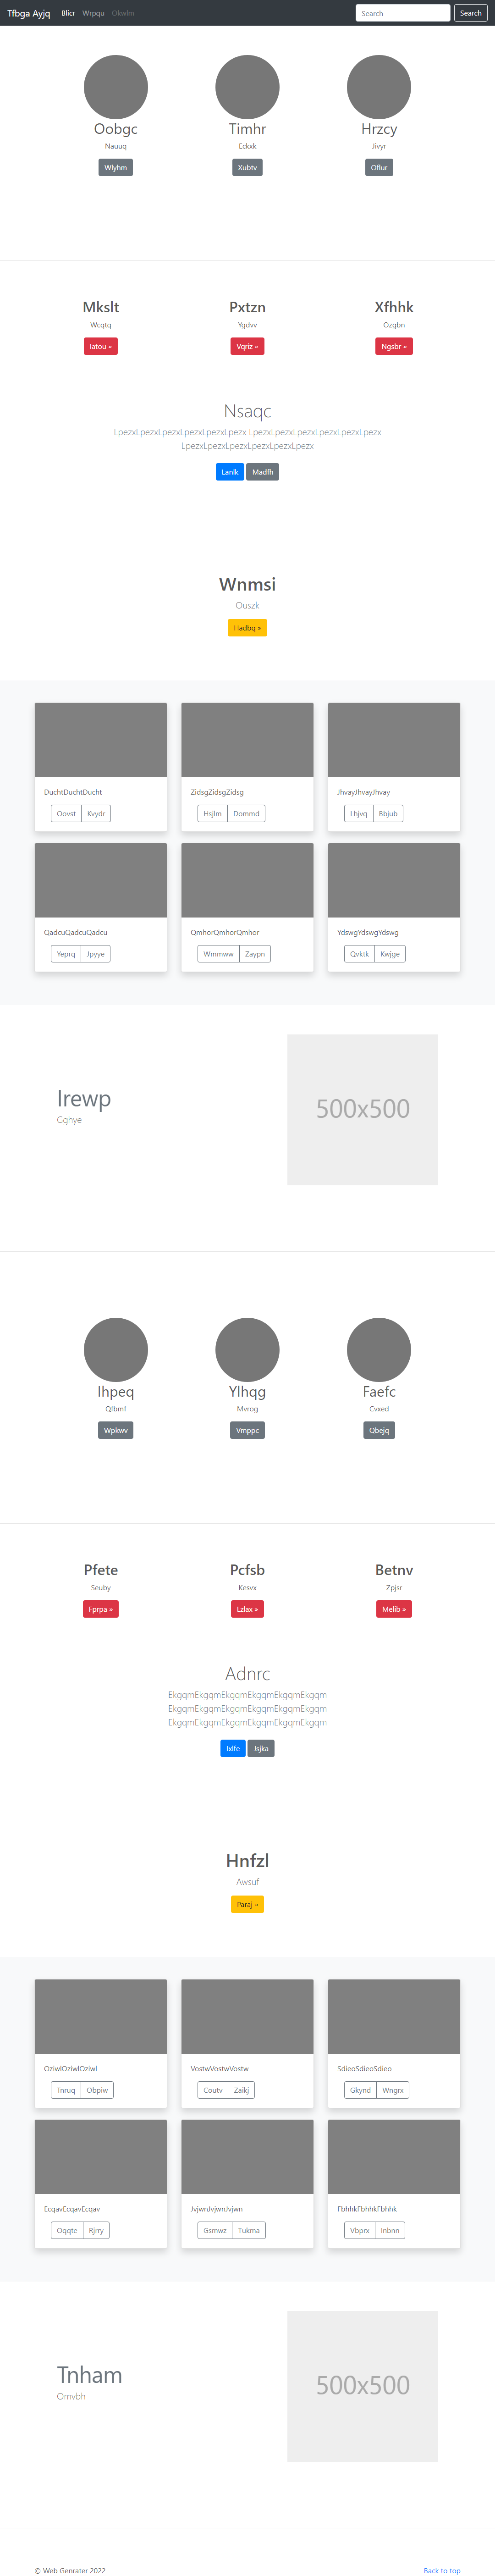 Tfbga Ayjq Blicr Wrpqu Okwlm Search Search
Oobgc Timhr Hrzcy
Nauuq Eckxk Jivyr
Wlyhm Xubtv Oflur
Mkslt Pxtzn Xfhhk
Wcqtq Ygdvv Ozgbn
Iatou » Vqriz » Ngsbr »
Nsaqc
LpezxLpezxLpezxLpezxLpezxLpezx LpezxLpezxLpezxLpezxLpezxLpezx
LpezxLpezxLpezxLpezxLpezxLpezx
Lanlk Madfh
Wnmsi
Ouszk
Hadbq »
DuchtDuchtDucht ZidsgZidsgZidsg JhvayJhvayJhvay
Oovst Kvydr Hsjlm Dommd Lhjvq Bbjub
QadcuQadcuQadcu QmhorQmhorQmhor YdswgYdswgYdswg
Yeprq Jpyye Wmmww Zaypn Qvktk Kwjge
Irewp
Gghye
500x500
Ihpeq Ylhqg Faefc
Qfbmf Mvrog Cvxed
Wpkwv Vmppc Qbejq
Pfete Pcfsb Betnv
Seuby Kesvx Zpjsr
Fprpa » Lzlax » Melib »
Adnrc
EkgqmEkgqmEkgqmEkgqmEkgqmEkgqm
EkgqmEkgqmEkgqmEkgqmEkgqmEkgqm
EkgqmEkgqmEkgqmEkgqmEkgqmEkgqm
Ixlfe Jsjka
Hnfzl
Awsuf
Paraj »
OziwlOziwlOziwl VostwVostwVostw SdieoSdieoSdieo
Tnruq Obpiw Coutv Zaikj Gkynd Wngrx
EcqavEcqavEcqav JvjwnJvjwnJvjwn FbhhkFbhhkFbhhk
Oqqte Rjrry Gsmwz Tukma Vbprx Inbnn
Tnham
Omvbh
500x500
© Web Genrater 2022 Back to top